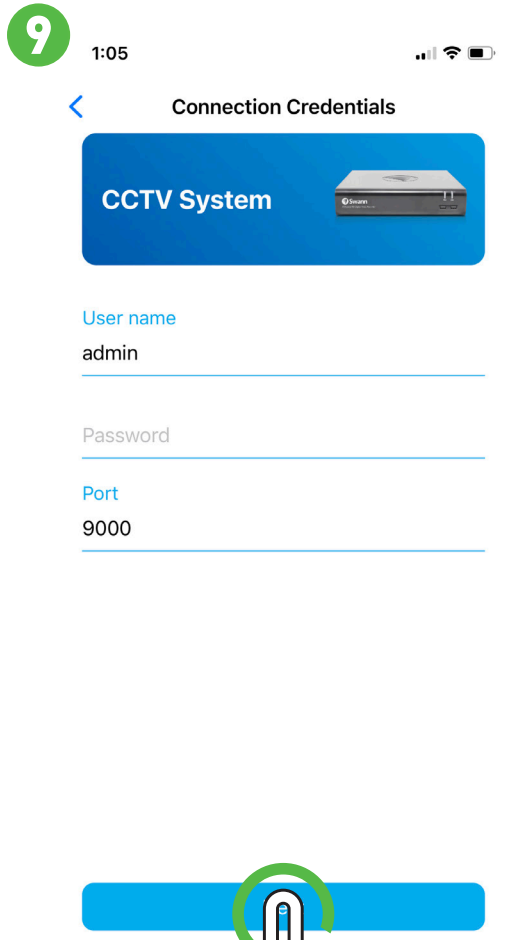 9
1:05
Connection Credentials
CCTV System
Swann
User name
admin
Password
Port
9000